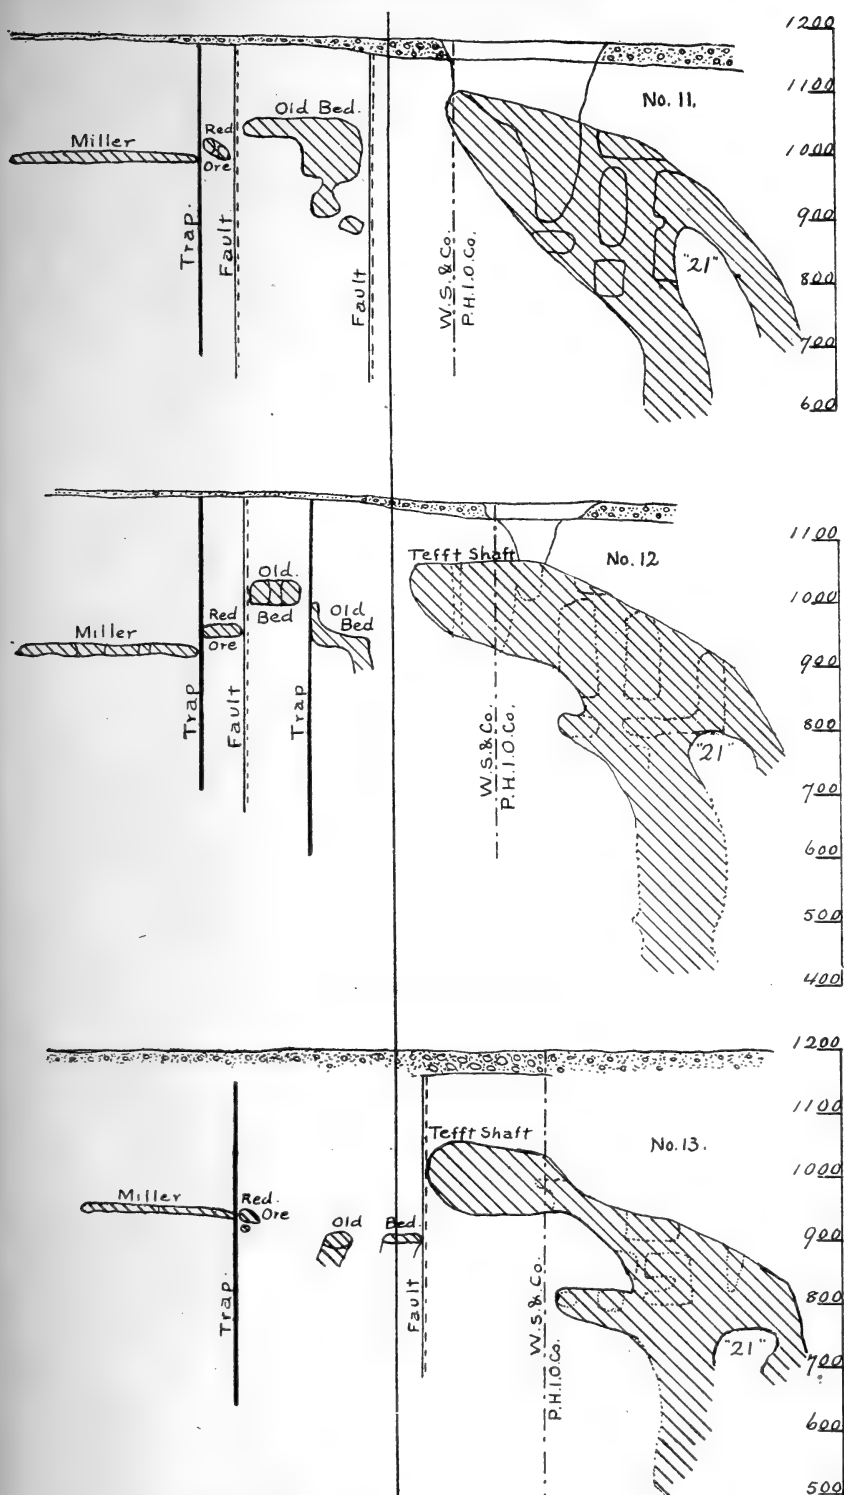 1200
1100
No. 11.
Old Bed.
Red
Miller
1000
Ore
Trap.
Fault
900
W.S.&Co.
P.H.I.O.Co.
"21"
800
Fault
700
600
1100
Tefft Shaft
No. 12
Old.
1000
Old
Red
Bed
Bed
Miller
Ore
900
Trap
Fault
Trap
800
W.S.&Co.
P.H.I.O.Co.
"21"
700
600
500
400
1200
1100
Tefft Shaft
No. 13.
1000
Miller
Red.
Ore
Old
Bed.
900
Trap.
Fault
W.S.&Co.
800
P.H.I.O.Co.
"21"
700
600
500